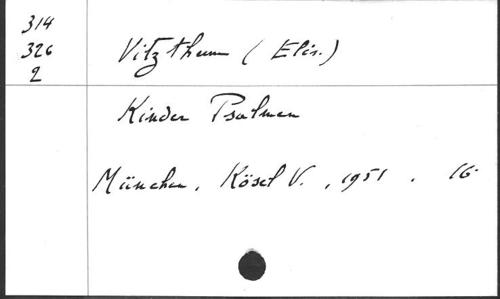 314
326
2
Vitzthum (Elis.)
Kinder Psalmen
München, Kösel V., 1951. 16°